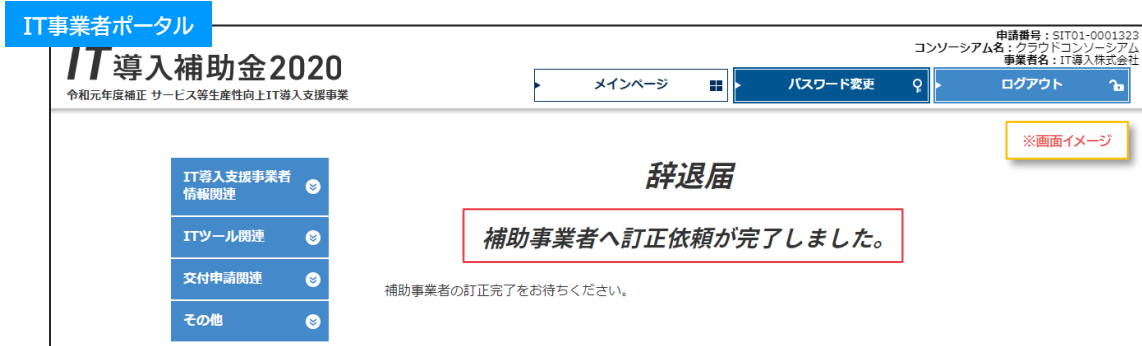 IT事業者ポータル
申請番号：SIT01-0001323
コンソーシアム名：クラウドコンソーシアム
事業者名：IT導入株式会社
IT導入補助金2020
令和元年度補正 サービス等生産性向上IT導入支援事業
メインページ
パスワード変更
ログアウト
※画面イメージ
IT導入支援事業者
情報関連
ITツール関連
交付申請関連
その他
辞退届
補助事業者へ訂正依頼が完了しました。
補助事業者の訂正完了をお待ちください。